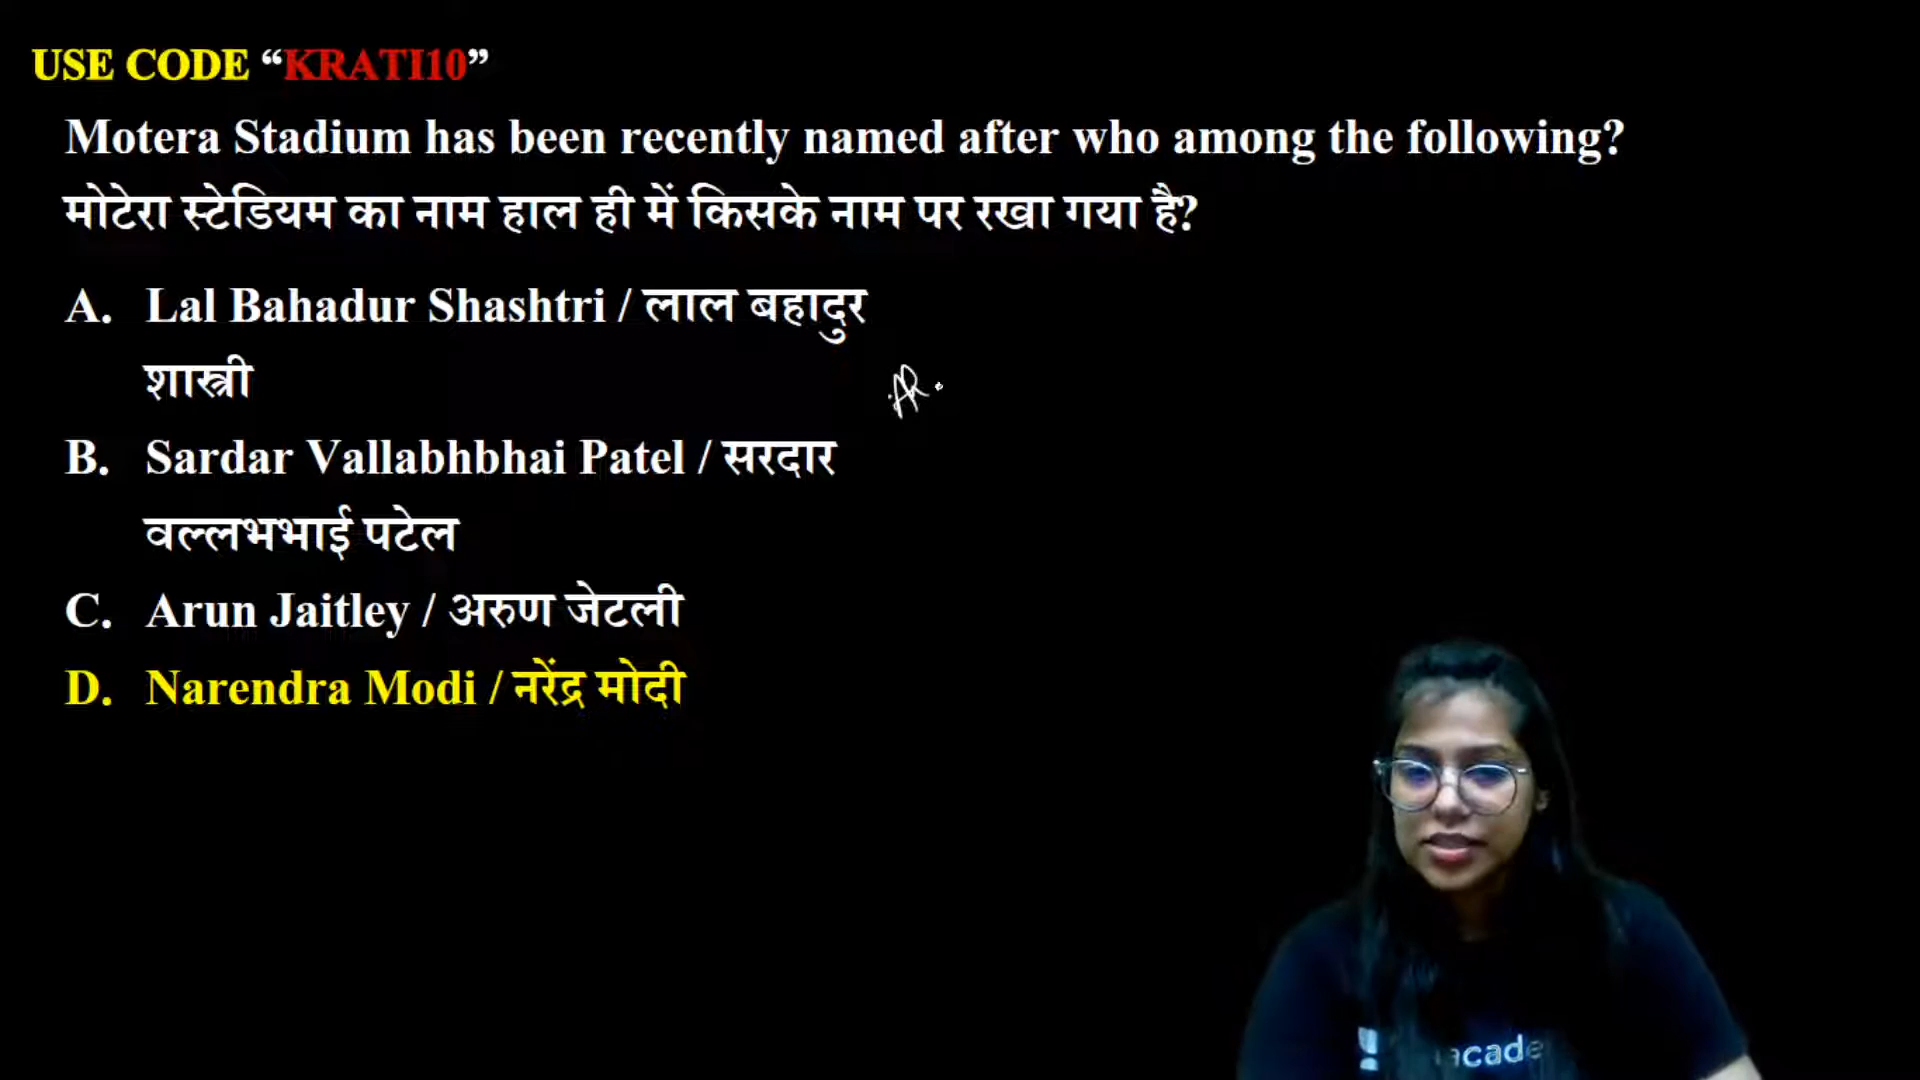 USE CODE “KRATI10”
Motera Stadium has been recently named after who among the following?
मोटेरा स्टेडियम का नाम हाल ही में किसके नाम पर रखा गया है?
A. Lal Bahadur Shashtri / लाल बहादुर
शास्त्री
AR.
B. Sardar Vallabhbhai Patel / सरदार
वल्लभभाई पटेल
C. Arun Jaitley / अरुण जेटली
D. Narendra Modi / नरेंद्र मोदी